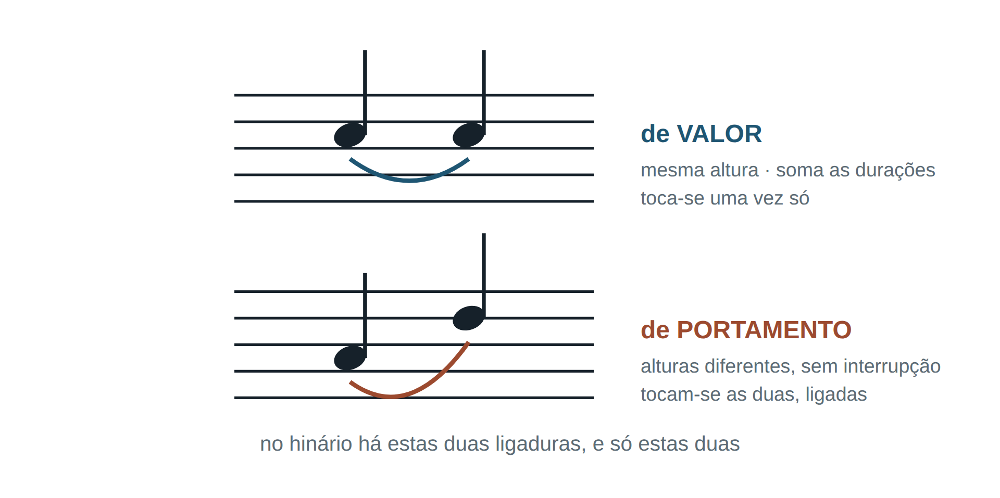 de VALOR
mesma altura · soma as durações
toca-se uma vez só
de PORTAMENTO
alturas diferentes, sem interrupção
tocam-se as duas, ligadas
no hinário há estas duas ligaduras, e só estas duas